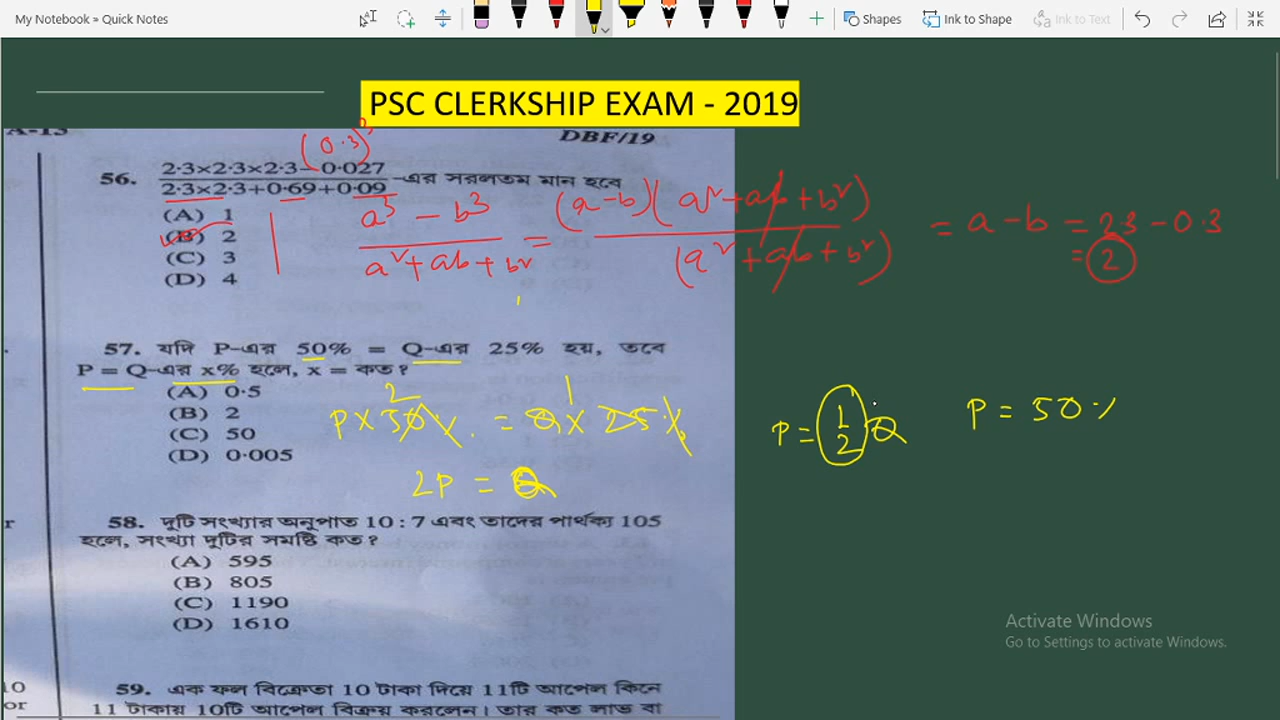 My Notebook » Quick Notes
Shapes
Ink to Shape
Ink to Text
PSC CLERKSHIP EXAM - 2019
A-13
DBF/19
(0.3)³
56. 2·3×2·3×2·3-0·027 / 2·3×2·3+0·69+0·09 -এর সরলতম মান হবে
(A) 1
(B) 2
(C) 3
(D) 4
a³ - b³ / a²+ab+b² = (a-b)(a²+ab+b²) / (a²+ab+b²) = a-b = 2.3-0.3
= 2
57. যদি P-এর 50% = Q-এর 25% হয়, তবে
P = Q-এর x% হলে, x = কত?
(A) 0·5
(B) 2
(C) 50
(D) 0·005
2 1
P × 50% = Q × 25%
2P = Q
P = 1/2 Q
P = 50%
58. দুটি সংখ্যার অনুপাত 10 : 7 এবং তাদের পার্থক্য 105
হলে, সংখ্যা দুটির সমষ্টি কত?
(A) 595
(B) 805
(C) 1190
(D) 1610
r
59. এক ফল বিক্রেতা 10 টাকা দিয়ে 11টি আপেল কিনে
11 টাকায় 10টি আপেল বিক্রয় করলেন। তার কত লাভ বা
10
or
Activate Windows
Go to Settings to activate Windows.